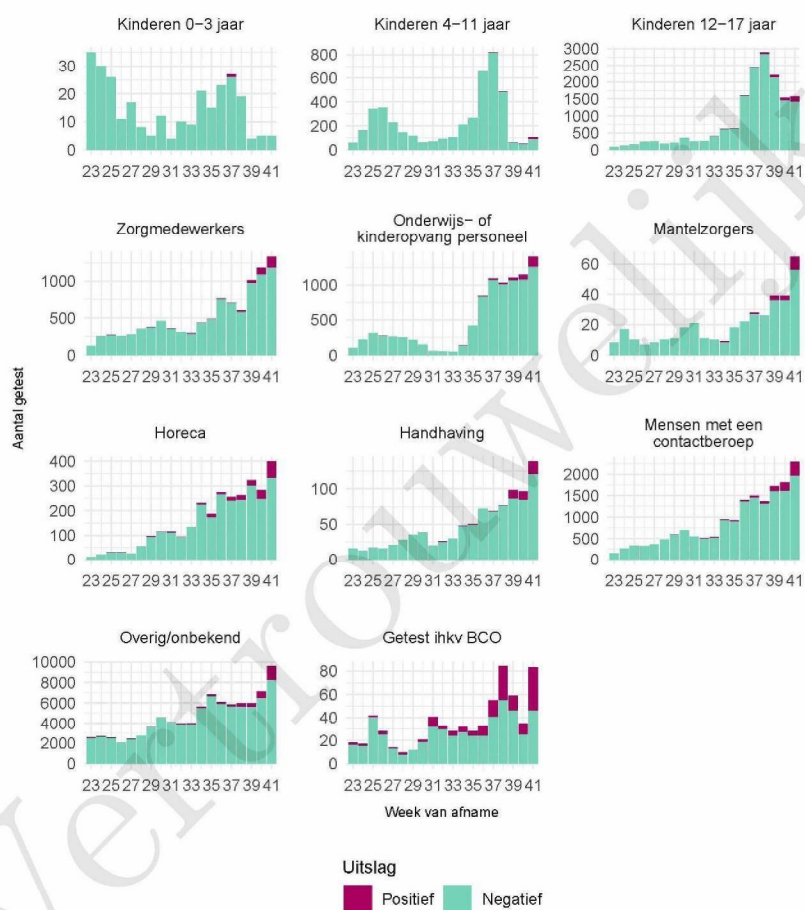 Kinderen 0−3 jaar
Kinderen 4−11 jaar
Kinderen 12−17 jaar
30
20
10
0
23 25 27 29 31 33 35 37 39 41
800
600
400
200
0
23 25 27 29 31 33 35 37 39 41
3000
2500
2000
1500
1000
500
0
23 25 27 29 31 33 35 37 39 41
Zorgmedewerkers
Onderwijs− of
kinderopvang personeel
Mantelzorgers
1000
500
0
23 25 27 29 31 33 35 37 39 41
1000
500
0
23 25 27 29 31 33 35 37 39 41
60
40
20
0
23 25 27 29 31 33 35 37 39 41
Aantal getest
Horeca
Handhaving
Mensen met een
contactberoep
400
300
200
100
0
23 25 27 29 31 33 35 37 39 41
100
50
0
23 25 27 29 31 33 35 37 39 41
2000
1500
1000
500
0
23 25 27 29 31 33 35 37 39 41
Overig/onbekend
Getest ihkv BCO
10000
8000
6000
4000
2000
0
23 25 27 29 31 33 35 37 39 41
80
60
40
20
0
23 25 27 29 31 33 35 37 39 41
Week van afname
Uitslag
Positief
Negatief
Vertrouwelijk